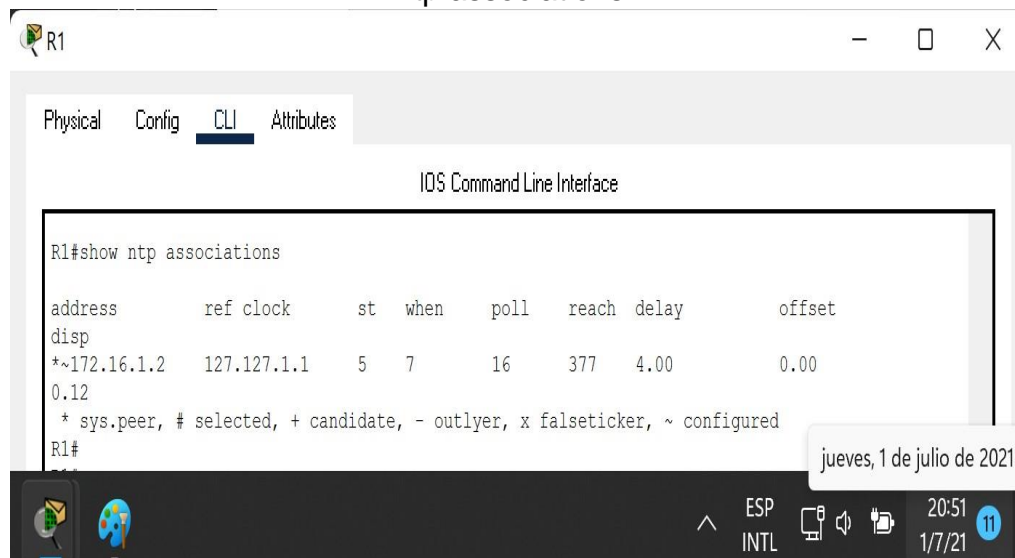 R1
Physical Config CLI Attributes
IOS Command Line Interface
R1#show ntp associations
address ref clock st when poll reach delay offset
disp
*~172.16.1.2 127.127.1.1 5 7 16 377 4.00 0.00
0.12
* sys.peer, # selected, + candidate, - outlyer, x falseticker, ~ configured
R1#
jueves, 1 de julio de 2021
ESP
INTL
20:51
1/7/21
11